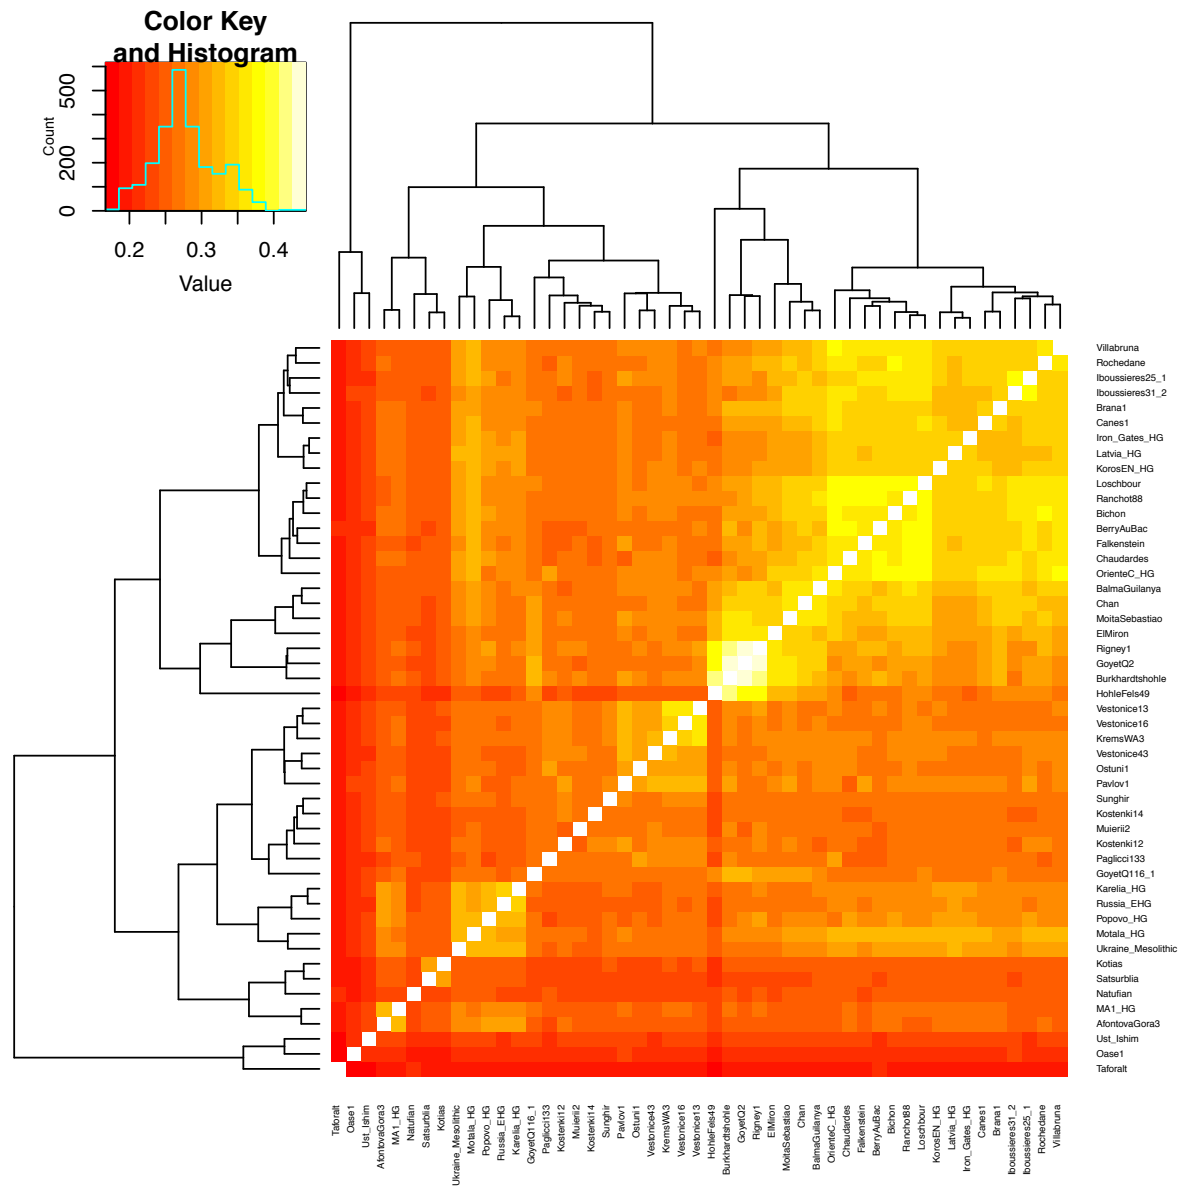 Color Key
and Histogram
Count
0
200
500
0.2
0.3
0.4
Value
Villabruna
Rochedane
Iboussieres25_1
Iboussieres31_2
Brana1
Canes1
Iron_Gates_HG
Latvia_HG
KorosEN_HG
Loschbour
Ranchot88
Bichon
BerryAuBac
Falkenstein
Chaudardes
OrienteC_HG
BalmaGuilanya
Chan
MoitaSebastiao
ElMiron
Rigney1
GoyetQ2
Burkhardtshohle
HohleFels49
Vestonice13
Vestonice16
KremsWA3
Vestonice43
Ostuni1
Pavlov1
Sunghir
Kostenki14
Muierii2
Kostenki12
Paglicci133
GoyetQ116_1
Karelia_HG
Russia_EHG
Popovo_HG
Motala_HG
Ukraine_Mesolithic
Kotias
Satsurblia
Natufian
MA1_HG
AfontovaGora3
Ust_Ishim
Oase1
Taforalt
Taforalt
Oase1
Ust_Ishim
AfontovaGora3
MA1_HG
Natufian
Satsurblia
Kotias
Ukraine_Mesolithic
Motala_HG
Popovo_HG
Russia_EHG
Karelia_HG
GoyetQ116_1
Paglicci133
Kostenki12
Muierii2
Kostenki14
Sunghir
Pavlov1
Ostuni1
Vestonice43
KremsWA3
Vestonice16
Vestonice13
HohleFels49
Burkhardtshohle
GoyetQ2
Rigney1
ElMiron
MoitaSebastiao
Chan
BalmaGuilanya
OrienteC_HG
Chaudardes
Falkenstein
BerryAuBac
Bichon
Ranchot88
Loschbour
KorosEN_HG
Latvia_HG
Iron_Gates_HG
Canes1
Brana1
Iboussieres31_2
Iboussieres25_1
Rochedane
Villabruna